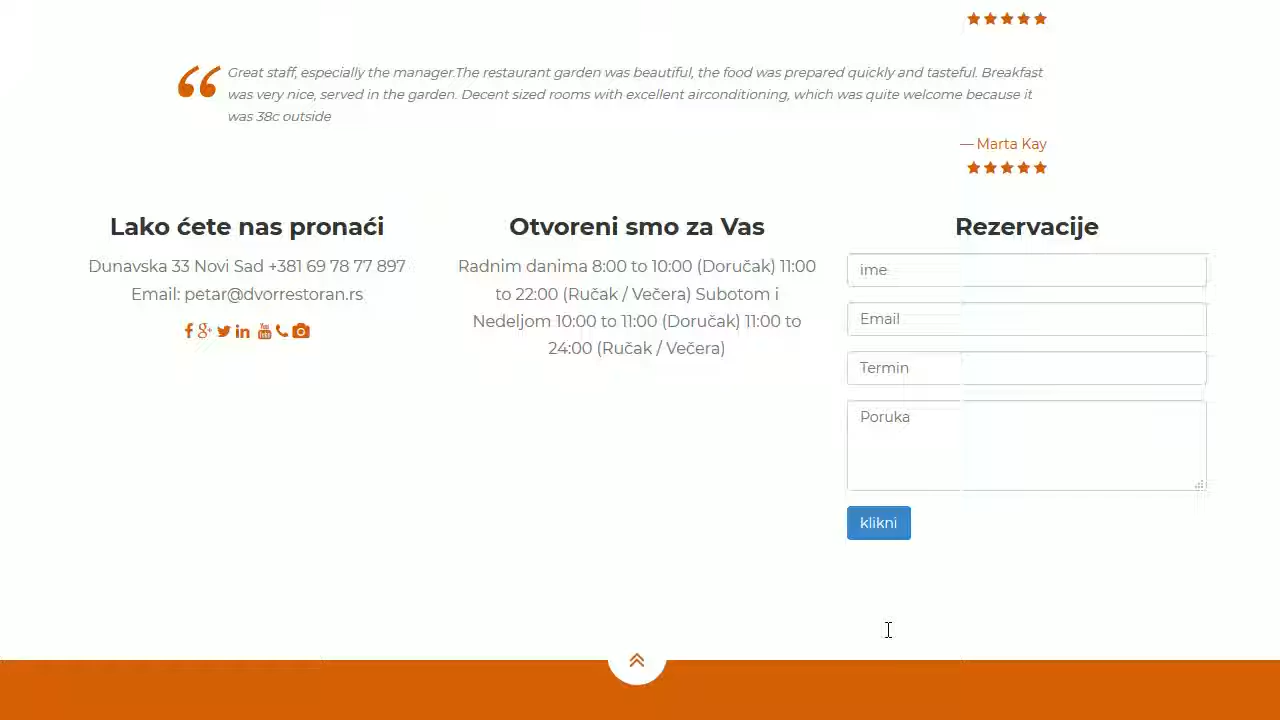 “ Great staff, especially the manager.The restaurant garden was beautiful, the food was prepared quickly and tasteful. Breakfast
was very nice, served in the garden. Decent sized rooms with excellent airconditioning, which was quite welcome because it
was 38c outside
— Marta Kay
Lako ćete nas pronaći
Dunavska 33 Novi Sad +381 69 78 77 897
Email: petar@dvorrestoran.rs
Otvoreni smo za Vas
Radnim danima 8:00 to 10:00 (Doručak) 11:00
to 22:00 (Ručak / Večera) Subotom i
Nedeljom 10:00 to 11:00 (Doručak) 11:00 to
24:00 (Ručak / Večera)
Rezervacije
ime
Email
Termin
Poruka
klikni